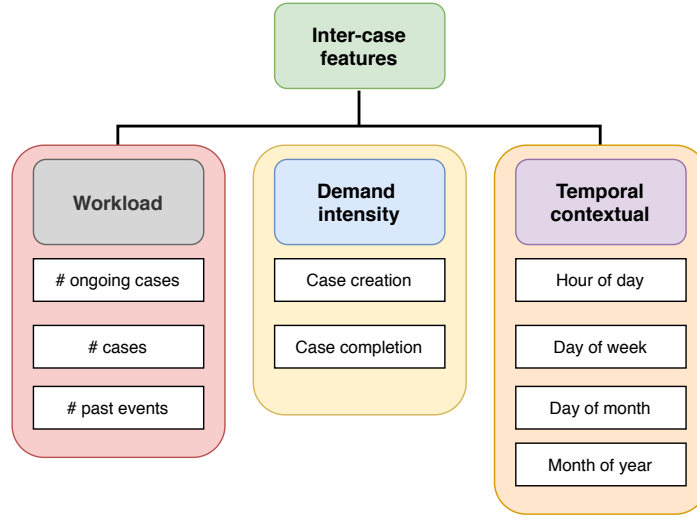 Inter-case
features
Workload
# ongoing cases
# cases
# past events
Demand
intensity
Case creation
Case completion
Temporal
contextual
Hour of day
Day of week
Day of month
Month of year